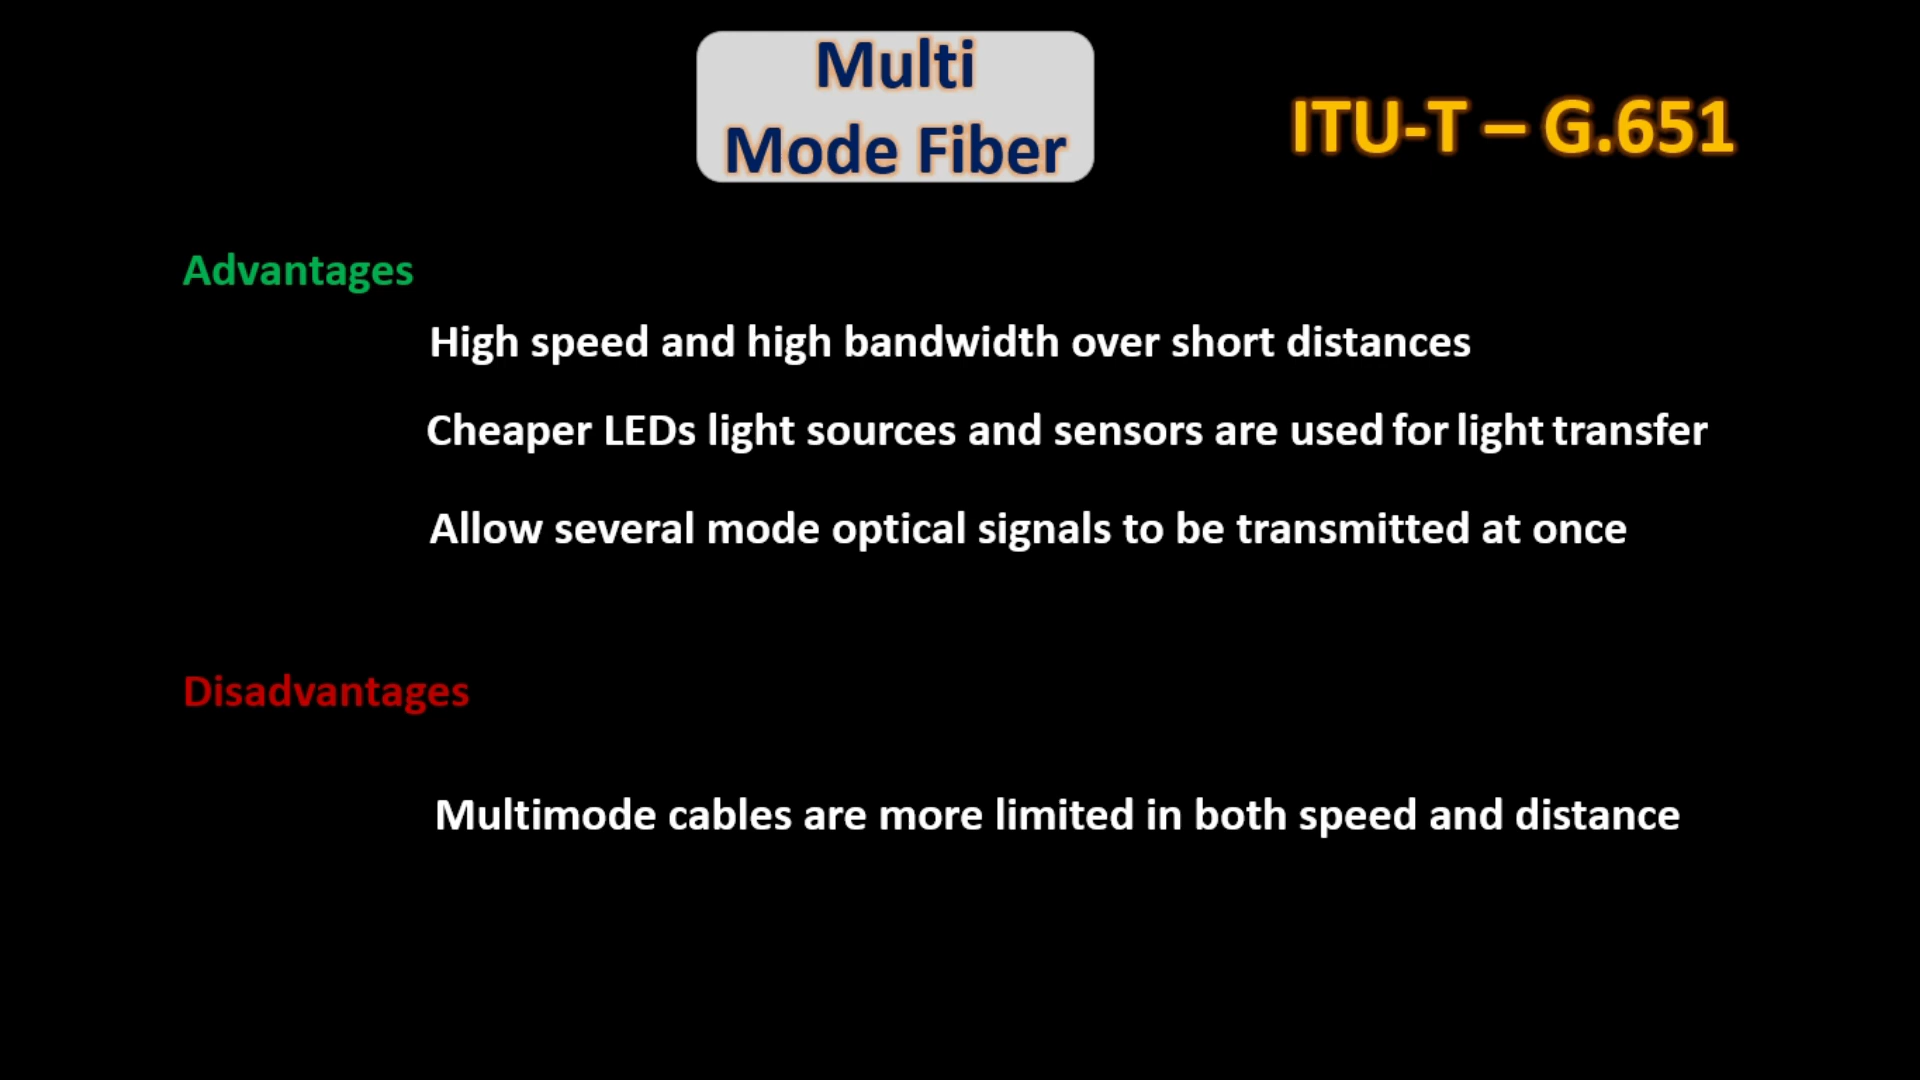 Multi
Mode Fiber
ITU-T – G.651
Advantages
High speed and high bandwidth over short distances
Cheaper LEDs light sources and sensors are used for light transfer
Allow several mode optical signals to be transmitted at once
Disadvantages
Multimode cables are more limited in both speed and distance